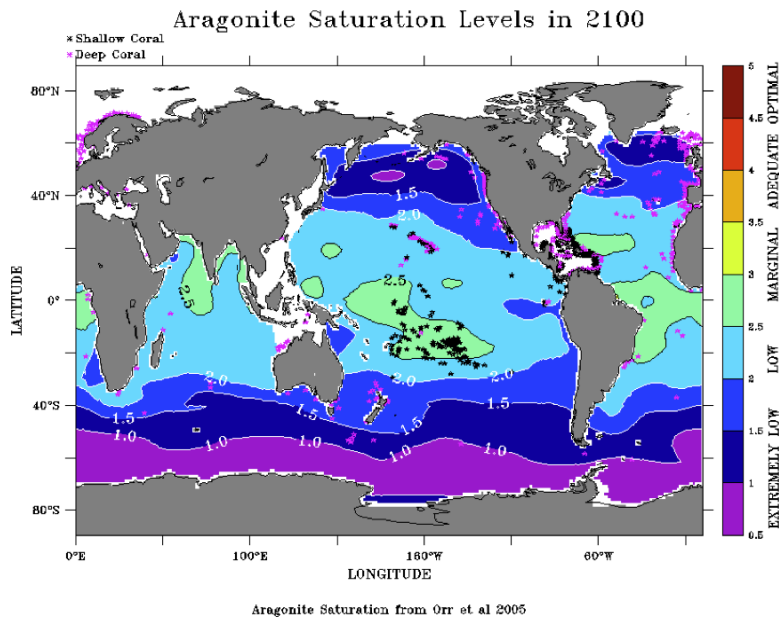 Aragonite Saturation Levels in 2100
* Shallow Coral
* Deep Coral
80°N
40°N
0°
40°S
80°S
LATITUDE
0°E
100°E
160°W
60°W
LONGITUDE
1.5
2.0
2.5
2.5
2.0
2.0
2.0
1.5
1.5
1.5
1.0
1.0
1.0
1.0
5
4.5
4
3.5
3
2.5
2
1.5
1
0.5
EXTREMELY LOW
LOW
MARGINAL
ADEQUATE
OPTIMAL
Aragonite Saturation from Orr et al 2005